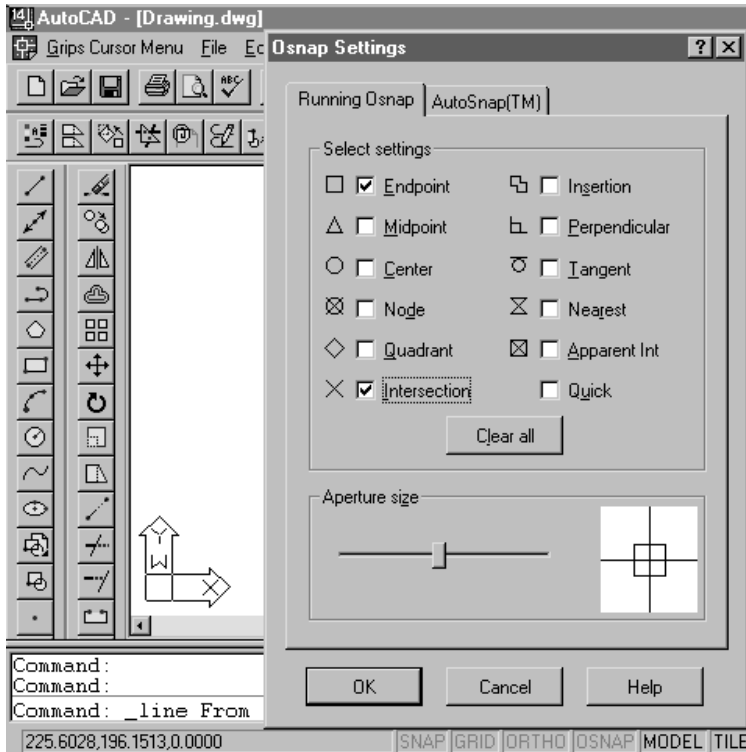 14 AutoCAD - [Drawing.dwg]
Grips Cursor Menu File Ec
Osnap Settings
ABC
Running Osnap AutoSnap(TM)
Select settings
Endpoint Insertion
Midpoint Perpendicular
Center Tangent
Node Nearest
Quadrant Apparent Int
Intersection Quick
Clear all
Aperture size
Y
W
X
OK Cancel Help
Command:
Command:
Command: _line From
225.6028,196.1513,0.0000 SNAP GRID ORTHO OSNAP MODEL TILE